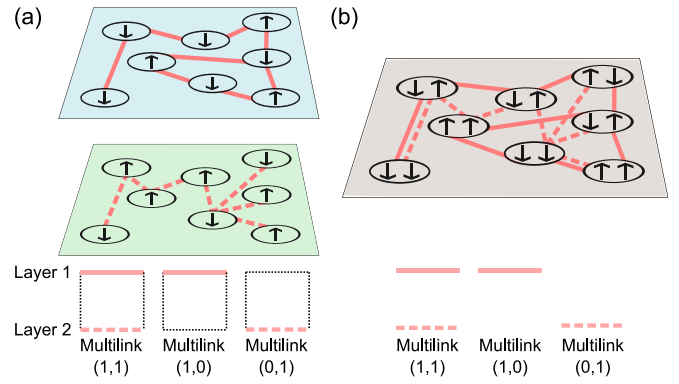 (a)
(b)
Layer 1
Layer 2
Multilink Multilink Multilink
(1,1) (1,0) (0,1)
Multilink Multilink Multilink
(1,1) (1,0) (0,1)